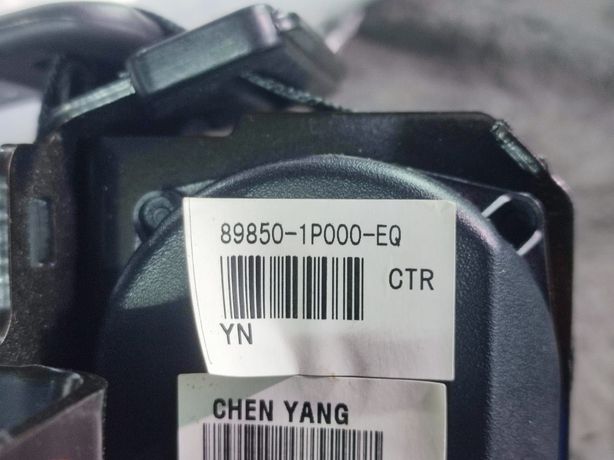 89850-1P000-EQ
CTR
YN
CHEN YANG